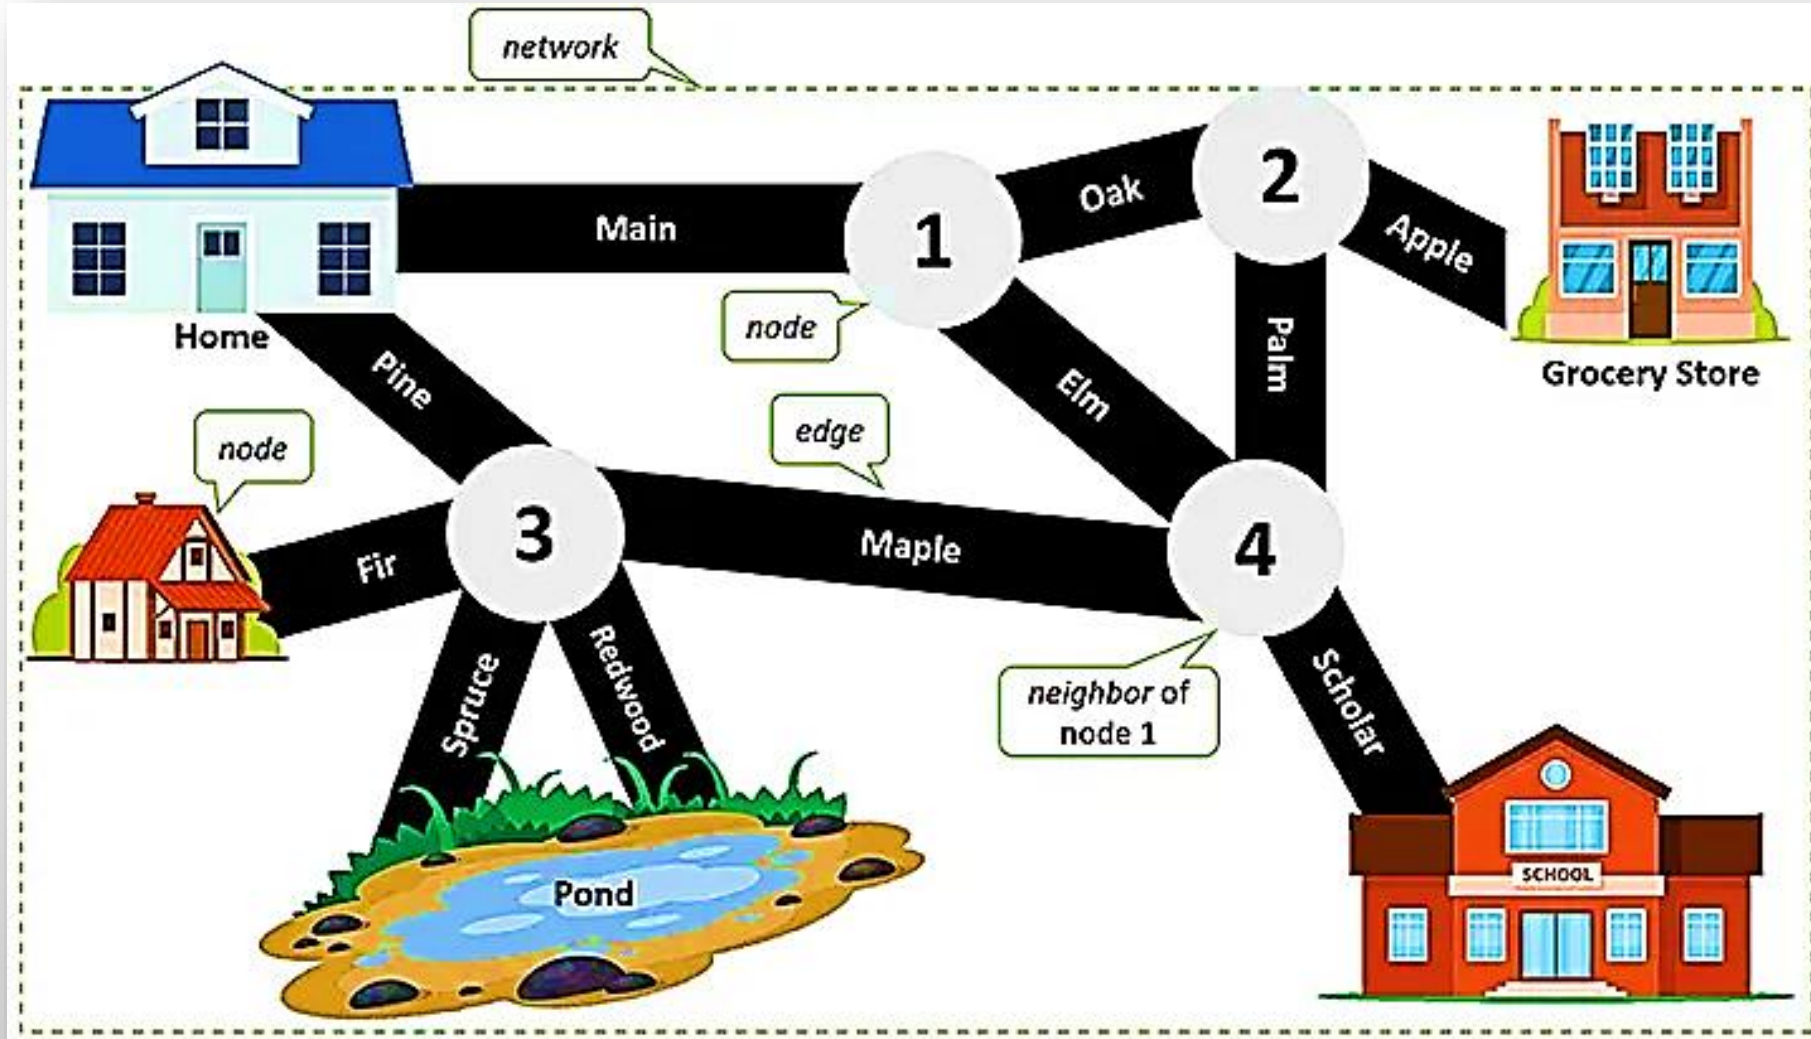 network
Main
1
Oak
2
Apple
node
Home
Pine
Elm
Palm
Grocery Store
edge
node
3
Fir
Maple
4
Spruce
Redwood
neighbor of
node 1
Scholar
SCHOOL
Pond